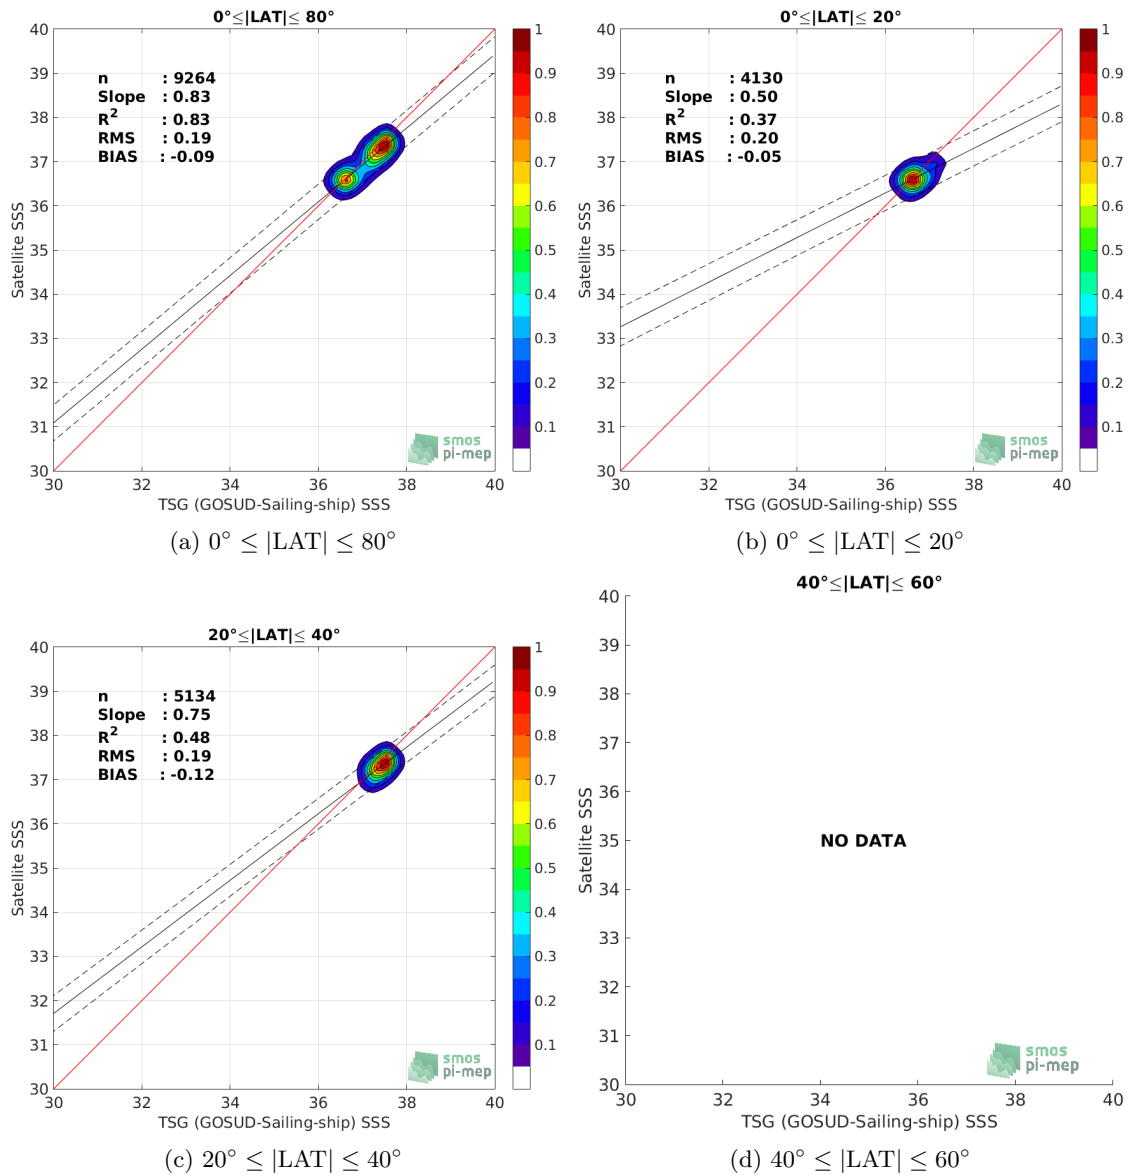 0°≤|LAT|≤ 80°
40
39
38
37
36
35
34
33
32
31
30
Satellite SSS
n : 9264
Slope : 0.83
R2 : 0.83
RMS : 0.19
BIAS : -0.09
smos
pi-mep
30 32 34 36 38 40
TSG (GOSUD-Sailing-ship) SSS
1
0.9
0.8
0.7
0.6
0.5
0.4
0.3
0.2
0.1
(a) 0° ≤ |LAT| ≤ 80°
0°≤|LAT|≤ 20°
40
39
38
37
36
35
34
33
32
31
30
Satellite SSS
n : 4130
Slope : 0.50
R2 : 0.37
RMS : 0.20
BIAS : -0.05
smos
pi-mep
30 32 34 36 38 40
TSG (GOSUD-Sailing-ship) SSS
1
0.9
0.8
0.7
0.6
0.5
0.4
0.3
0.2
0.1
(b) 0° ≤ |LAT| ≤ 20°
20°≤|LAT|≤ 40°
40
39
38
37
36
35
34
33
32
31
30
Satellite SSS
n : 5134
Slope : 0.75
R2 : 0.48
RMS : 0.19
BIAS : -0.12
smos
pi-mep
30 32 34 36 38 40
TSG (GOSUD-Sailing-ship) SSS
1
0.9
0.8
0.7
0.6
0.5
0.4
0.3
0.2
0.1
(c) 20° ≤ |LAT| ≤ 40°
40°≤|LAT|≤ 60°
40
39
38
37
36
35
34
33
32
31
30
Satellite SSS
NO DATA
smos
pi-mep
30 32 34 36 38 40
TSG (GOSUD-Sailing-ship) SSS
(d) 40° ≤ |LAT| ≤ 60°